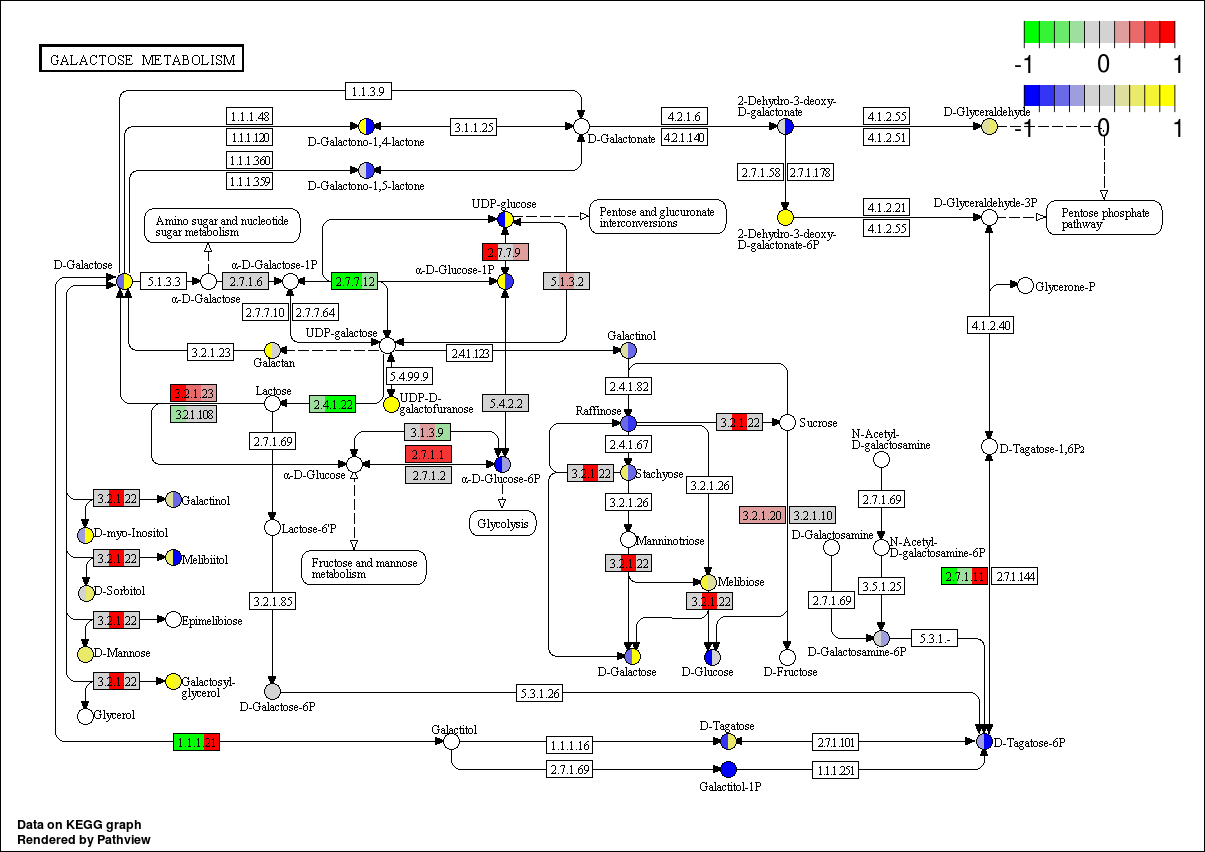 GALACTOSE METABOLISM
-1 0 1
-1 0 1
1.1.3.9
1.1.1.48
1.1.1.120
D-Galactono-1,4-lactone
3.1.1.25
D-Galactonate
4.2.1.6
4.2.1.140
2-Dehydro-3-deoxy-
D-galactonate
4.1.2.55
4.1.2.51
D-Glyceraldehyde
1.1.1.360
1.1.1.359
D-Galactono-1,5-lactone
2.7.1.58
2.7.1.178
Amino sugar and nucleotide
sugar metabolism
UDP-glucose
Pentose and glucuronate
interconversions
2-Dehydro-3-deoxy-
D-galactonate-6P
4.1.2.21
4.1.2.55
D-Glyceraldehyde-3P
Pentose phosphate
pathway
D-Galactose
5.1.3.3
α-D-Galactose
2.7.1.6
α-D-Galactose-1P
2.7.7.12
α-D-Glucose-1P
2.7.7.9
5.1.3.2
Glycerone-P
2.7.7.10
2.7.7.64
UDP-galactose
4.1.2.40
3.2.1.23
Galactan
2.4.1.123
Galactinol
5.4.99.9
UDP-D-
galactofuranose
2.4.1.82
3.2.1.23
3.2.1.108
Lactose
2.4.1.22
5.4.2.2
Raffinose
3.2.1.22
Sucrose
2.7.1.69
3.1.3.9
2.7.1.1
2.7.1.2
α-D-Glucose
α-D-Glucose-6P
2.4.1.67
3.2.1.22
Stachyose
3.2.1.26
3.2.1.26
N-Acetyl-
D-galactosamine
D-Tagatose-1,6P2
2.7.1.69
3.2.1.22
Galactinol
D-myo-Inositol
Lactose-6'P
Glycolysis
Manninotriose
3.2.1.20
3.2.1.10
D-Galactosamine
N-Acetyl-
D-galactosamine-6P
3.2.1.22
Melibiitol
D-Sorbitol
Fructose and mannose
metabolism
3.2.1.22
Melibiose
3.2.1.22
2.7.1.69
3.5.1.25
2.7.1.11
2.7.1.144
3.2.1.85
3.2.1.22
Epimelibiose
D-Mannose
D-Galactose
D-Glucose
D-Fructose
D-Galactosamine-6P
5.3.1.-
3.2.1.22
Galactosyl-
glycerol
Glycerol
D-Galactose-6P
5.3.1.26
1.1.1.21
Galactitol
1.1.1.16
D-Tagatose
2.7.1.101
D-Tagatose-6P
2.7.1.69
Galactitol-1P
1.1.1.251
Data on KEGG graph
Rendered by Pathview